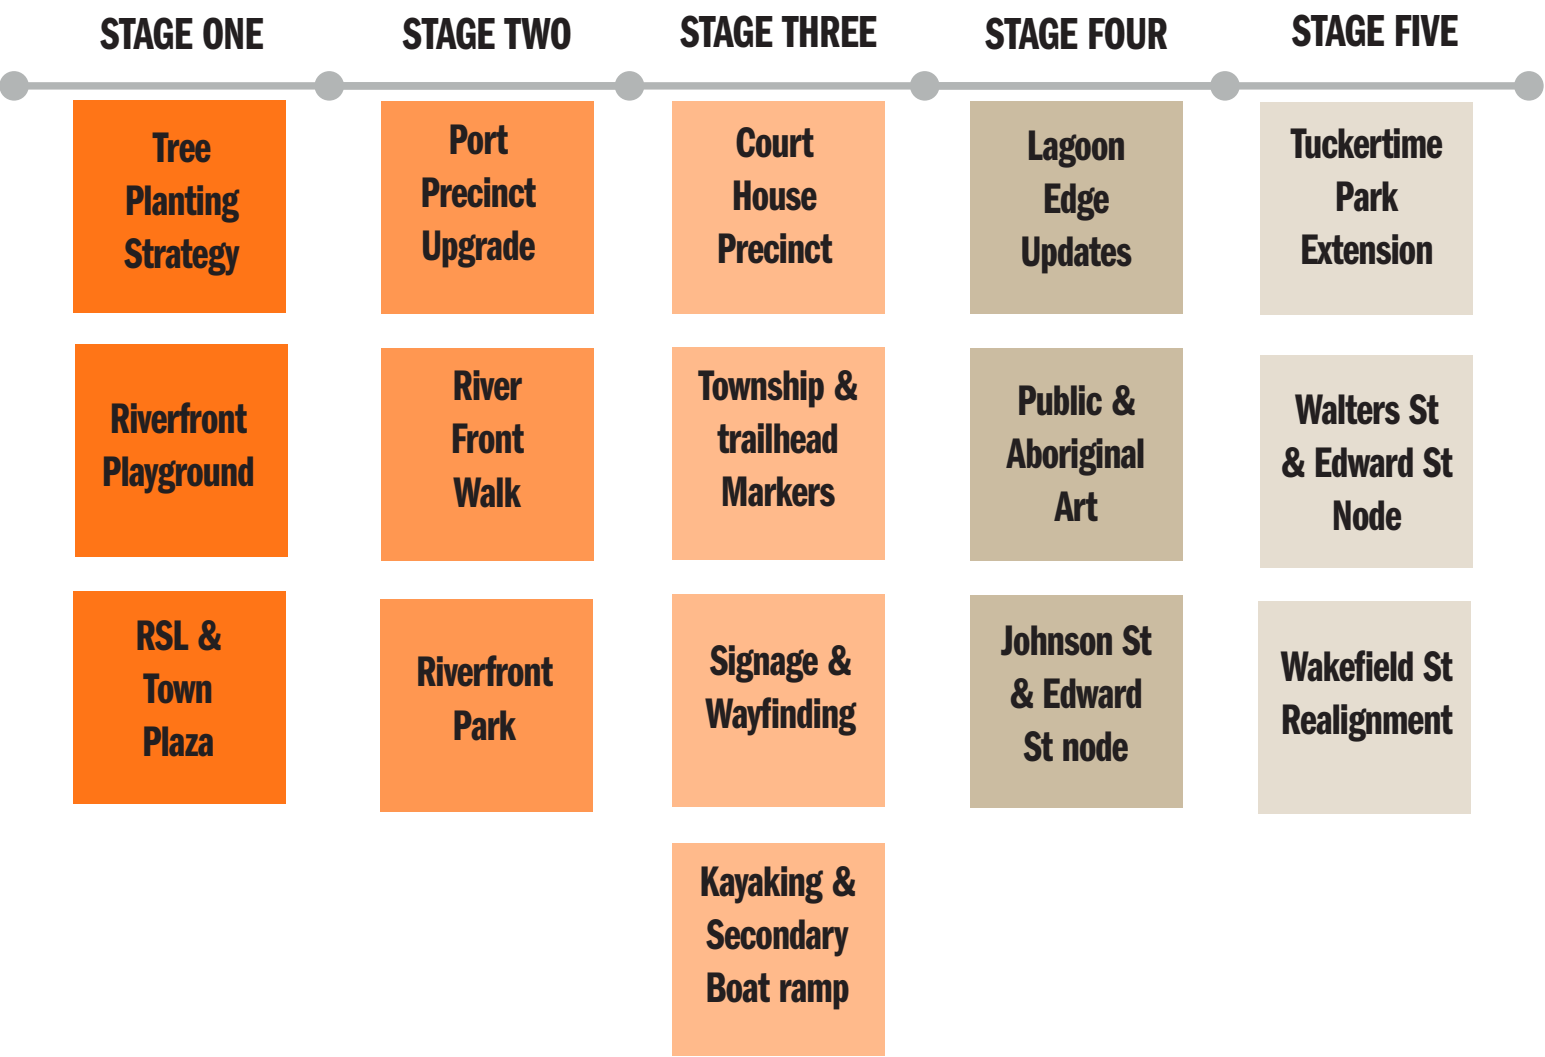 STAGE ONE
STAGE TWO
STAGE THREE
STAGE FOUR
STAGE FIVE
Tree
Planting
Strategy
Riverfront
Playground
RSL &
Town
Plaza
Port
Precinct
Upgrade
River
Front
Walk
Riverfront
Park
Court
House
Precinct
Township &
trailhead
Markers
Signage &
Wayfinding
Kayaking &
Secondary
Boat ramp
Lagoon
Edge
Updates
Public &
Aboriginal
Art
Johnson St
& Edward
St node
Tuckertime
Park
Extension
Walters St
& Edward St
Node
Wakefield St
Realignment